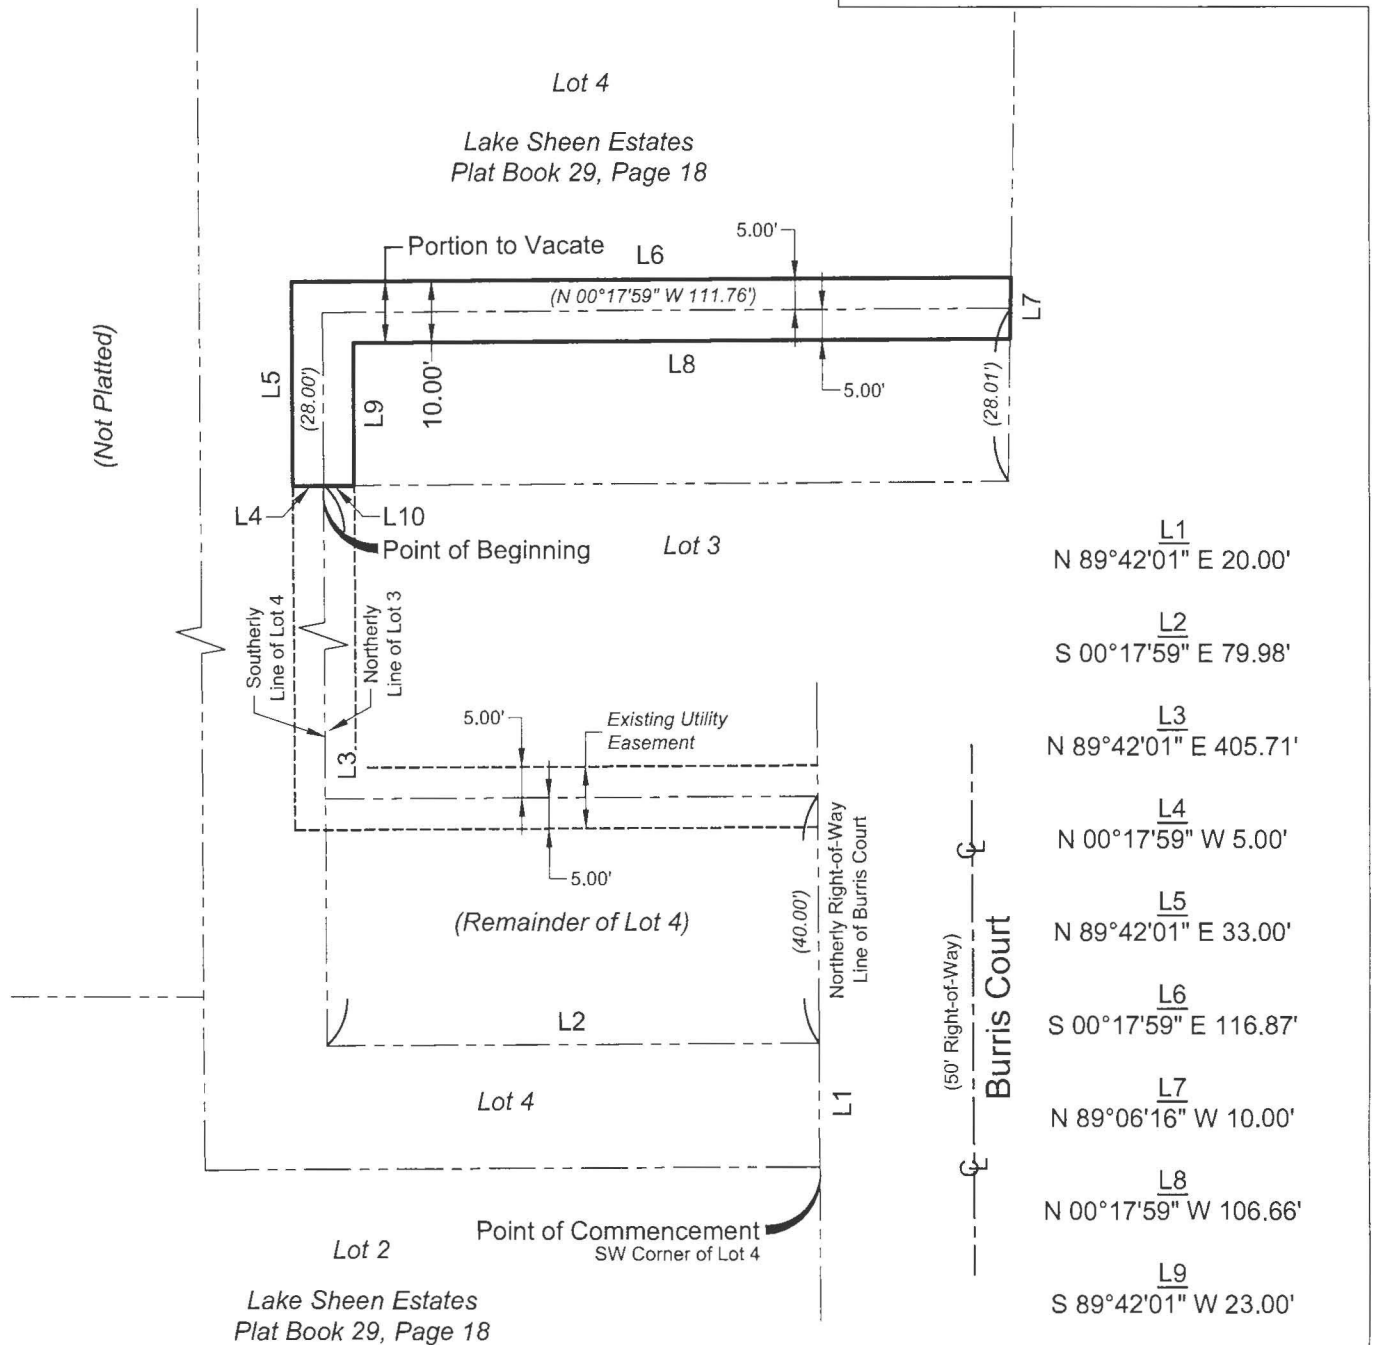 Lot 4
Lake Sheen Estates
Plat Book 29, Page 18
5.00'
Portion to Vacate
L6
(N 00°17'59" W 111.76')
L7
(Not Platted)
L5
(28.00')
L9
10.00'
L8
5.00'
(28.01')
L4
L10
Point of Beginning
Lot 3
Southerly
Line of Lot 4
Northerly
Line of Lot 3
L3
5.00'
Existing Utility
Easement
5.00'
(Remainder of Lot 4)
(40.00')
Northerly Right-of-Way
Line of Burris Court
L2
Lot 4
L1
(50' Right-of-Way)
Burris Court
CL
CL
Point of Commencement
SW Corner of Lot 4
Lot 2
Lake Sheen Estates
Plat Book 29, Page 18
L1
N 89°42'01" E 20.00'
L2
S 00°17'59" E 79.98'
L3
N 89°42'01" E 405.71'
L4
N 00°17'59" W 5.00'
L5
N 89°42'01" E 33.00'
L6
S 00°17'59" E 116.87'
L7
N 89°06'16" W 10.00'
L8
N 00°17'59" W 106.66'
L9
S 89°42'01" W 23.00'